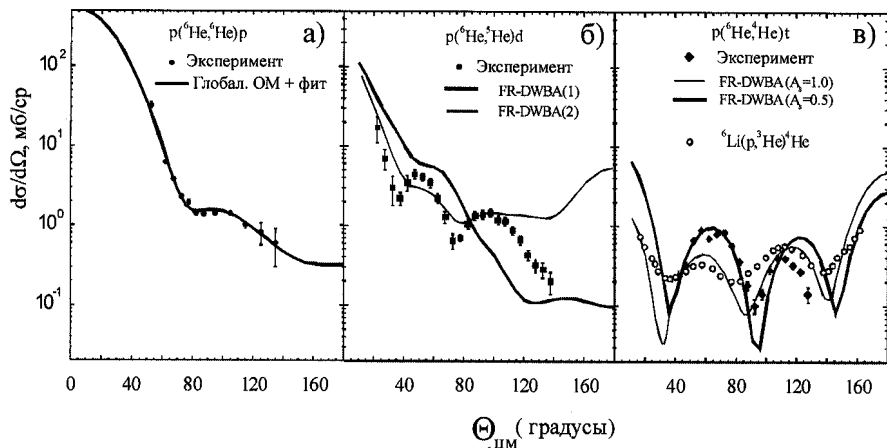 p(⁶He,⁶He)p
а)
Эксперимент
Глобал. ОМ + фит
p(⁶He,⁵He)d
б)
Эксперимент
FR-DWBA(1)
FR-DWBA(2)
p(⁶He,⁴He)t
в)
Эксперимент
FR-DWBA(Aₛ=1.0)
FR-DWBA(Aₛ=0.5)
⁶Li(p,³He)⁴He
dσ/dΩ, мб/ср
10²
10¹
10⁰
10⁻¹
0 40 80 120 160
40 80 120 160
40 80 120 160
Θцм (градусы)